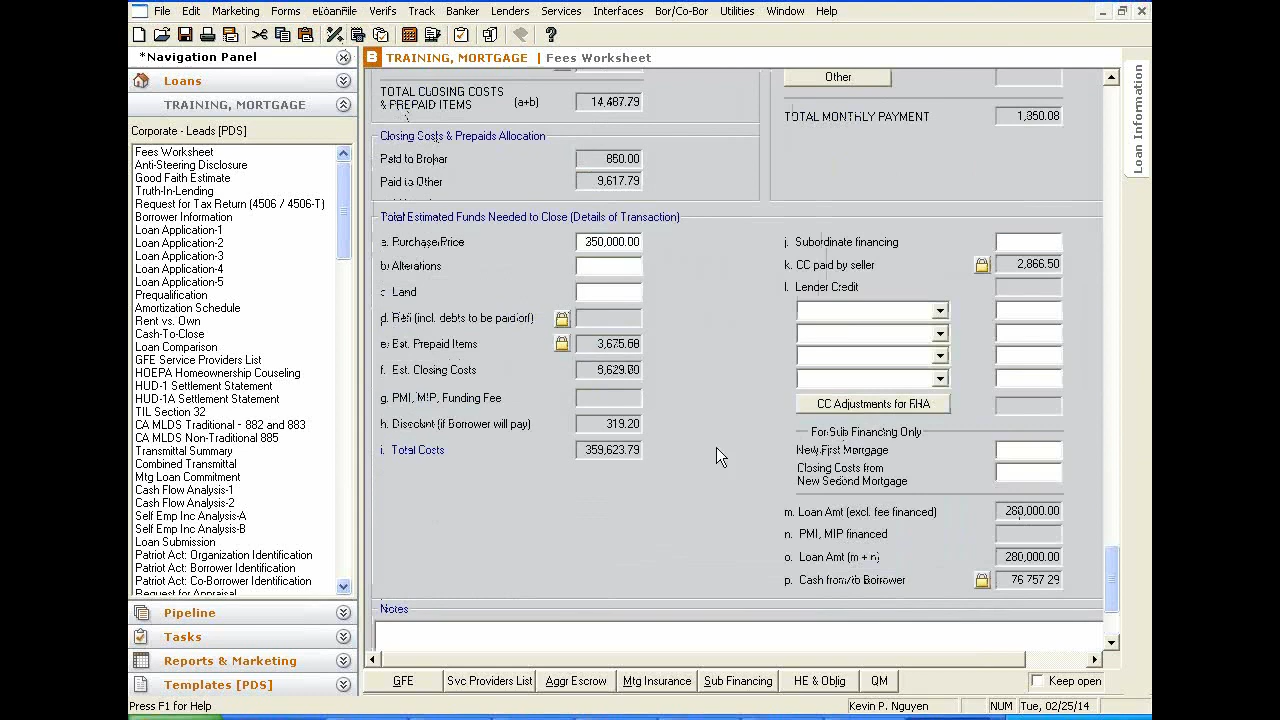 File Edit Marketing Forms eLoanFile Verifs Track Banker Lenders Services Interfaces Bor/Co-Bor Utilities Window Help
*Navigation Panel
Loans
TRAINING, MORTGAGE
Corporate - Leads [PDS]
Fees Worksheet
Anti-Steering Disclosure
Good Faith Estimate
Truth-In-Lending
Request for Tax Return (4506 / 4506-T)
Borrower Information
Loan Application-1
Loan Application-2
Loan Application-3
Loan Application-4
Loan Application-5
Prequalification
Amortization Schedule
Rent vs. Own
Cash-To-Close
Loan Comparison
GFE Service Providers List
HOEPA Homeownership Couseling
HUD-1 Settlement Statement
HUD-1A Settlement Statement
TIL Section 32
CA MLDS Traditional - 882 and 883
CA MLDS Non-Traditional 885
Transmittal Summary
Combined Transmittal
Mtg Loan Commitment
Cash Flow Analysis-1
Cash Flow Analysis-2
Self Emp Inc Analysis-A
Self Emp Inc Analysis-B
Loan Submission
Patriot Act: Organization Identification
Patriot Act: Borrower Identification
Patriot Act: Co-Borrower Identification
Request for Appraisal
Pipeline
Tasks
Reports & Marketing
Templates [PDS]
B TRAINING, MORTGAGE | Fees Worksheet
TOTAL CLOSING COSTS
& PREPAID ITEMS (a+b) 14,487.79
Closing Costs & Prepaids Allocation
Paid to Broker 850.00
Paid to Other 9,617.79
TOTAL MONTHLY PAYMENT 1,350.08
Total Estimated Funds Needed to Close (Details of Transaction)
a. Purchase Price 350,000.00
b. Alterations
c. Land
d. Refi (incl. debts to be paid off)
e. Est. Prepaid Items 3,675.68
f. Est. Closing Costs 5,629.00
g. PMI, MIP, Funding Fee
h. Discount (if Borrower will pay) 319.20
i. Total Costs 359,623.79
j. Subordinate financing
k. CC paid by seller 2,866.50
l. Lender Credit
CC Adjustments for FHA
For Sub Financing Only
New First Mortgage
Closing Costs from
New Second Mortgage
m. Loan Amt (excl. fee financed) 280,000.00
n. PMI, MIP financed
o. Loan Amt (m + n) 280,000.00
p. Cash from/to Borrower 76 757.29
Notes
GFE Svc Providers List Aggr Escrow Mtg Insurance Sub Financing HE & Oblig QM Keep open
Loan Information
Press F1 for Help Kevin P. Nguyen NUM Tue, 02/25/14